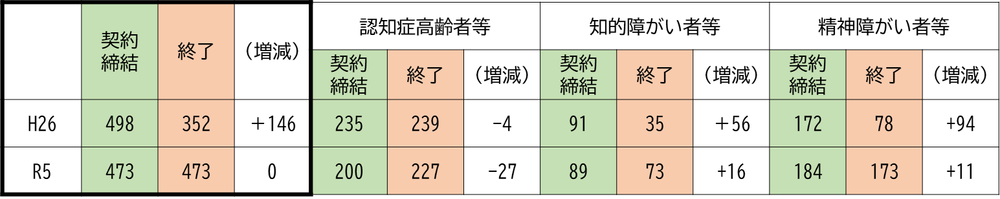 認知症高齢者等 知的障がい者等 精神障がい者等
契約
締結 終了 （増減） 契約
締結 終了 （増減） 契約
締結 終了 （増減） 契約
締結 終了 （増減）
H26 498 352 ＋146 235 239 −4 91 35 ＋56 172 78 +94
R5 473 473 0 200 227 −27 89 73 +16 184 173 +11